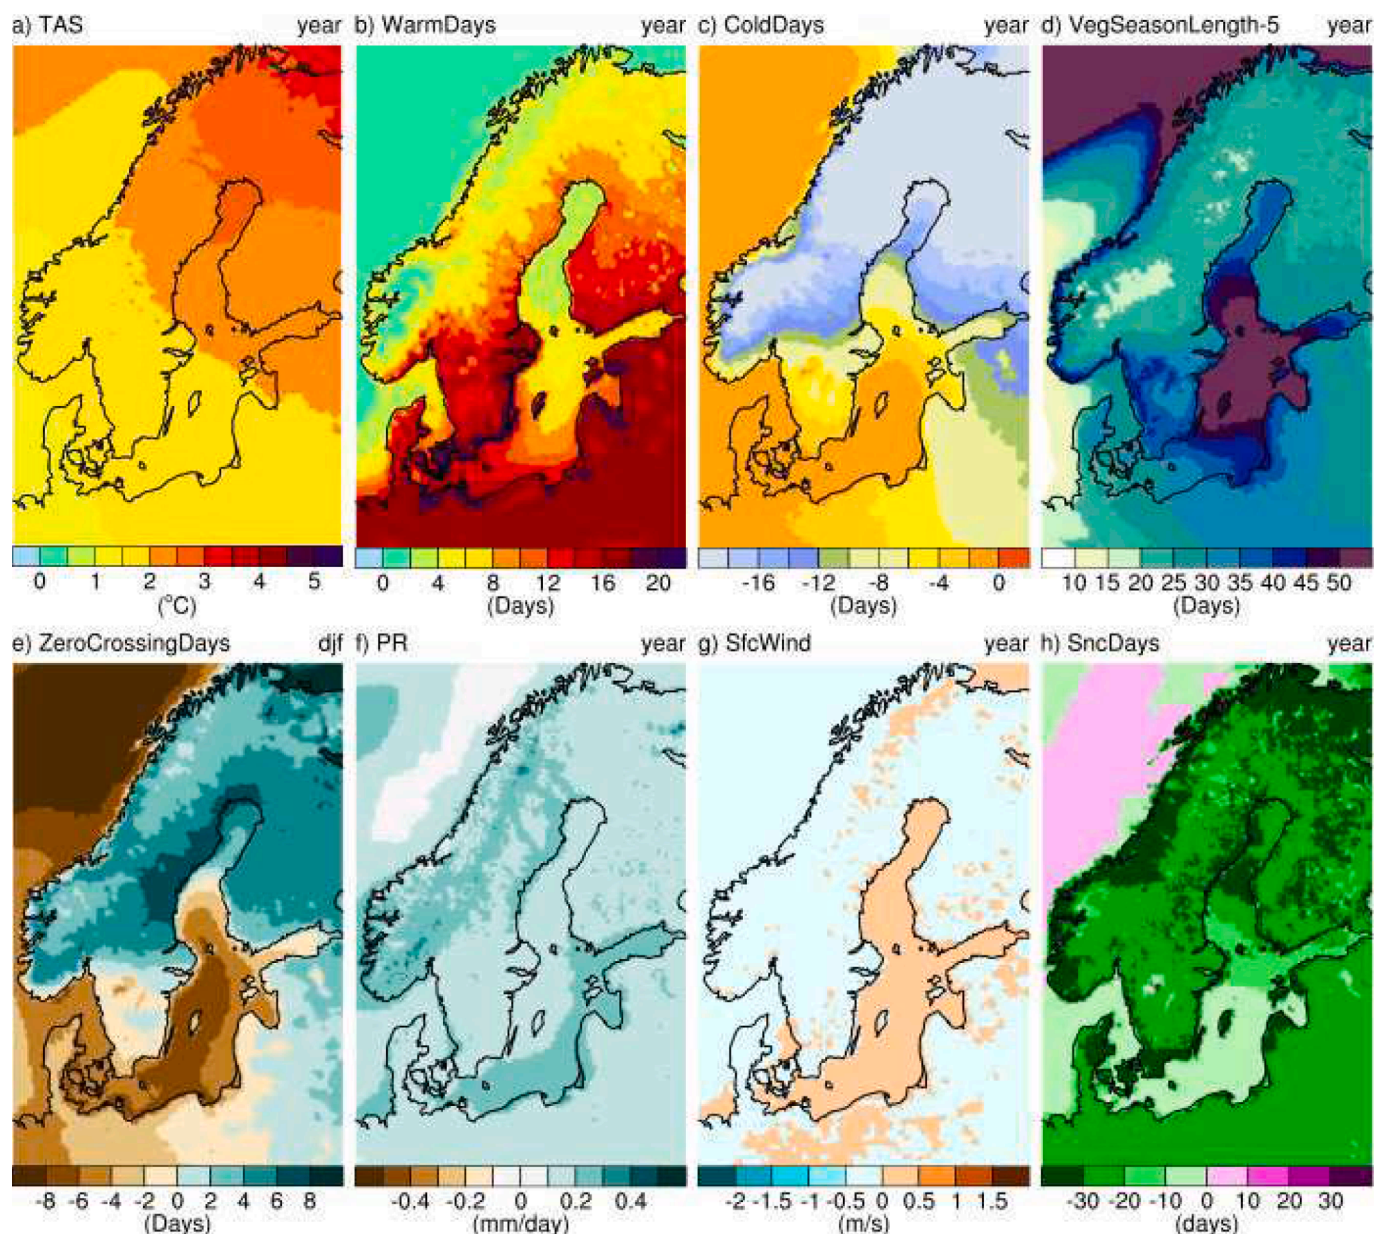 a) TAS year
b) WarmDays year
c) ColdDays year
d) VegSeasonLength-5 year
0 1 2 3 4 5
(°C)
0 4 8 12 16 20
(Days)
-16 -12 -8 -4 0
(Days)
10 15 20 25 30 35 40 45 50
(Days)
e) ZeroCrossingDays djf
f) PR year
g) SfcWind year
h) SncDays year
-8 -6 -4 -2 0 2 4 6 8
(Days)
-0.4 -0.2 0 0.2 0.4
(mm/day)
-2 -1.5 -1 -0.5 0 0.5 1 1.5
(m/s)
-30 -20 -10 0 10 20 30
(days)